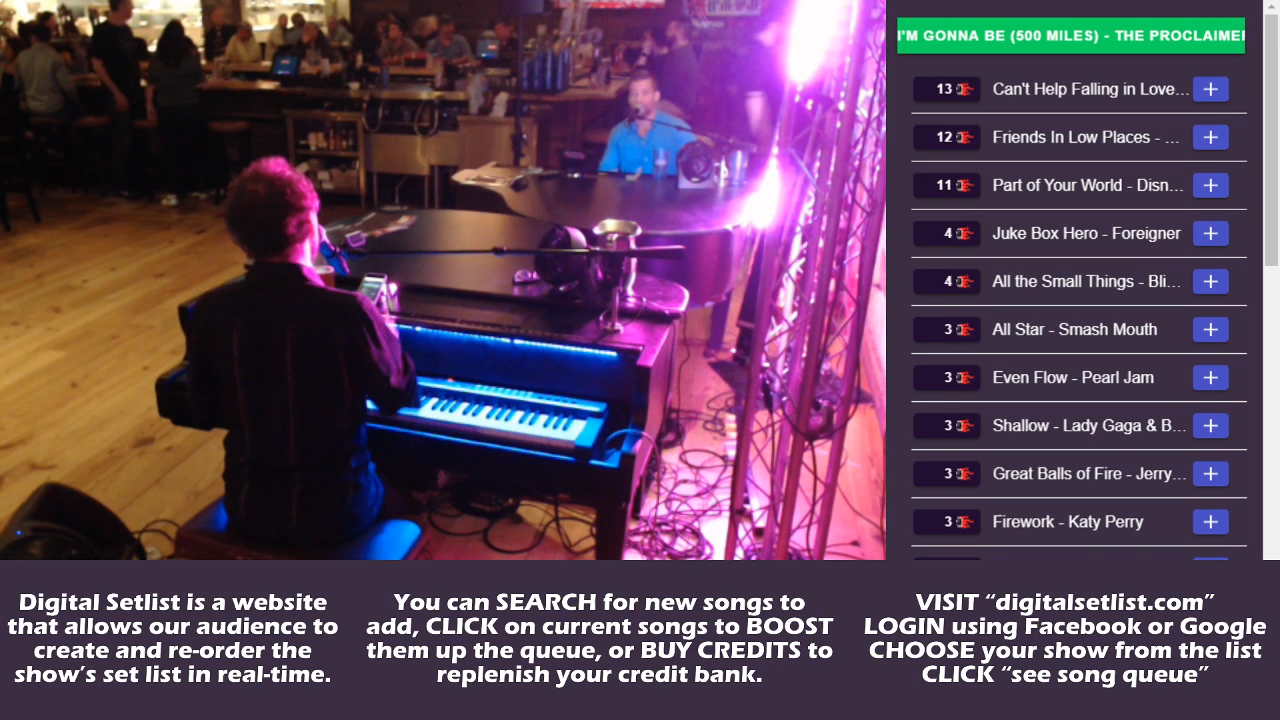 I'M GONNA BE (500 MILES) - THE PROCLAIME
13 Can't Help Falling in Love...
12 Friends In Low Places - ...
11 Part of Your World - Disn...
4 Juke Box Hero - Foreigner
4 All the Small Things - Bli...
3 All Star - Smash Mouth
3 Even Flow - Pearl Jam
3 Shallow - Lady Gaga & B...
3 Great Balls of Fire - Jerry...
3 Firework - Katy Perry
Digital Setlist is a website
that allows our audience to
create and re-order the
show's set list in real-time.
You can SEARCH for new songs to
add, CLICK on current songs to BOOST
them up the queue, or BUY CREDITS to
replenish your credit bank.
VISIT “digitalsetlist.com”
LOGIN using Facebook or Google
CHOOSE your show from the list
CLICK “see song queue”